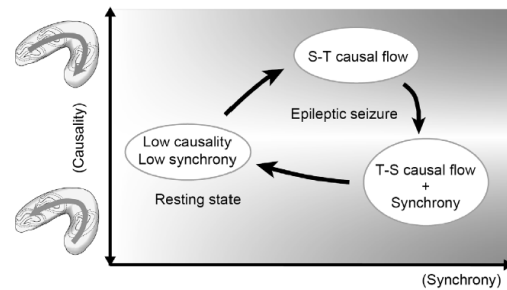 S-T causal flow
Epileptic seizure
(Causality)
Low causality
Low synchrony
T-S causal flow
+
Synchrony
Resting state
(Synchrony)